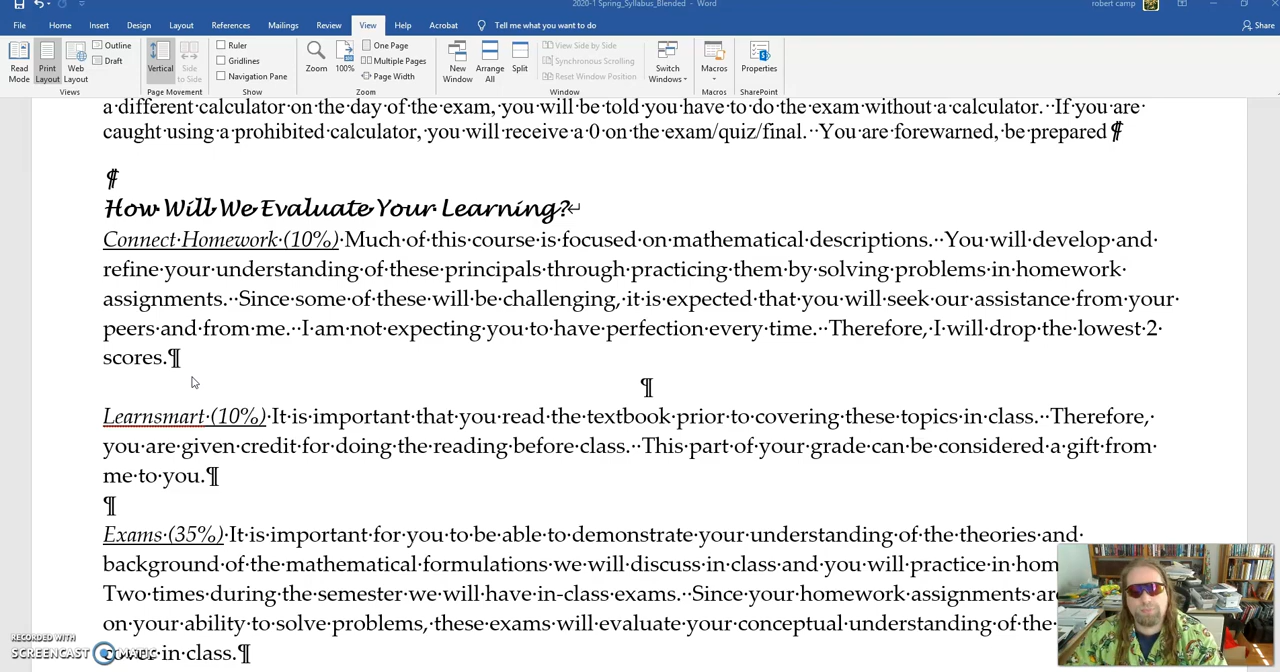 2020-1 Spring_Syllabus_Blended - Word
robert camp
File Home Insert Design Layout References Mailings Review View Help Acrobat Tell me what you want to do Share
Read Mode
Print Layout
Web Layout
Outline
Draft
Views
Vertical
Side to Side
Page Movement
Ruler
Gridlines
Navigation Pane
Show
Zoom
100%
One Page
Multiple Pages
Page Width
Zoom
New Window
Arrange All
Split
View Side by Side
Synchronous Scrolling
Reset Window Position
Window
Switch Windows
Macros
Macros
Properties
SharePoint
a different calculator on the day of the exam, you will be told you have to do the exam without a calculator. If you are
caught using a prohibited calculator, you will receive a 0 on the exam/quiz/final. You are forewarned, be prepared ¶
¶
How Will We Evaluate Your Learning?
Connect Homework (10%) Much of this course is focused on mathematical descriptions. You will develop and
refine your understanding of these principals through practicing them by solving problems in homework
assignments. Since some of these will be challenging, it is expected that you will seek our assistance from your
peers and from me. I am not expecting you to have perfection every time. Therefore, I will drop the lowest 2
scores.¶
¶
Learnsmart (10%) It is important that you read the textbook prior to covering these topics in class. Therefore,
you are given credit for doing the reading before class. This part of your grade can be considered a gift from
me to you.¶
¶
Exams (35%) It is important for you to be able to demonstrate your understanding of the theories and
background of the mathematical formulations we will discuss in class and you will practice in hom
Two times during the semester we will have in-class exams. Since your homework assignments ar
on your ability to solve problems, these exams will evaluate your conceptual understanding of the
cover in class.¶
RECORDED WITH
SCREENCAST MATIC